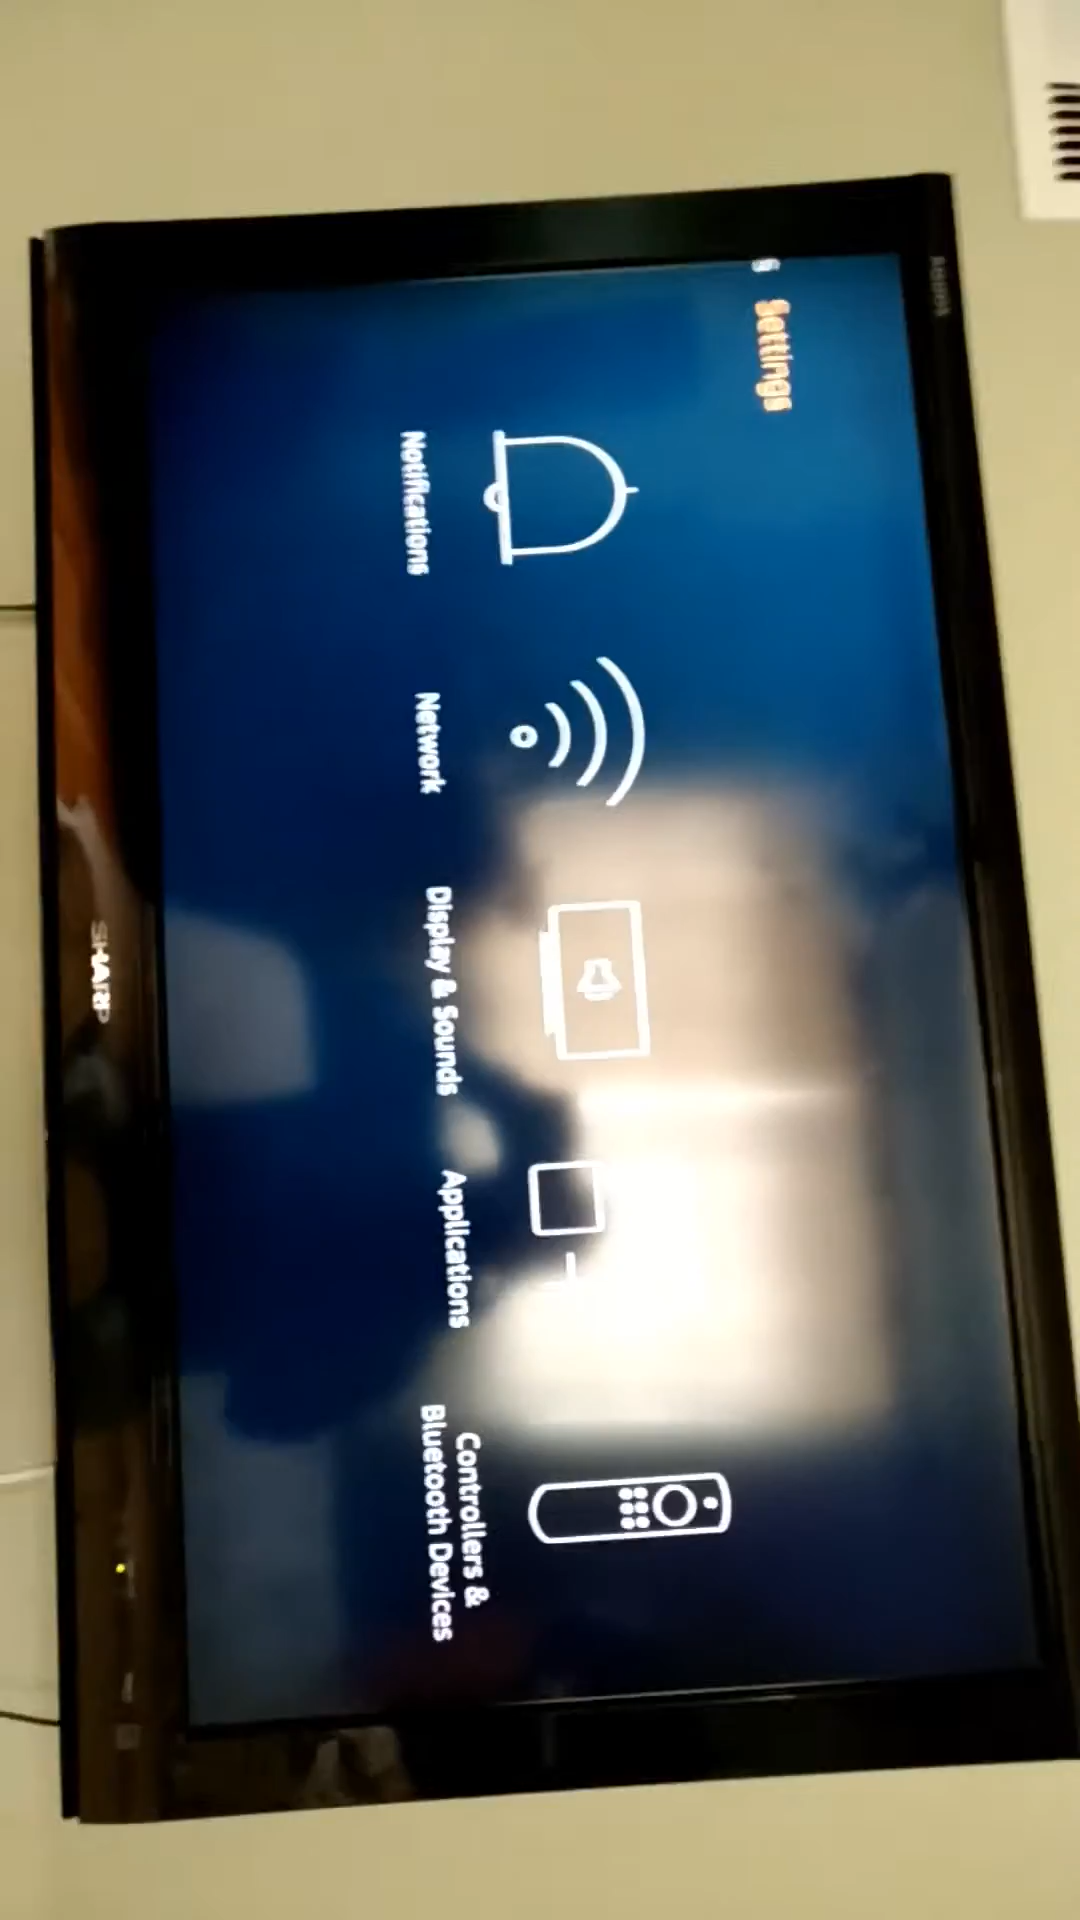 Settings
Notifications
Network
Display & Sounds
Applications
Controllers &
Bluetooth Devices
SHARP